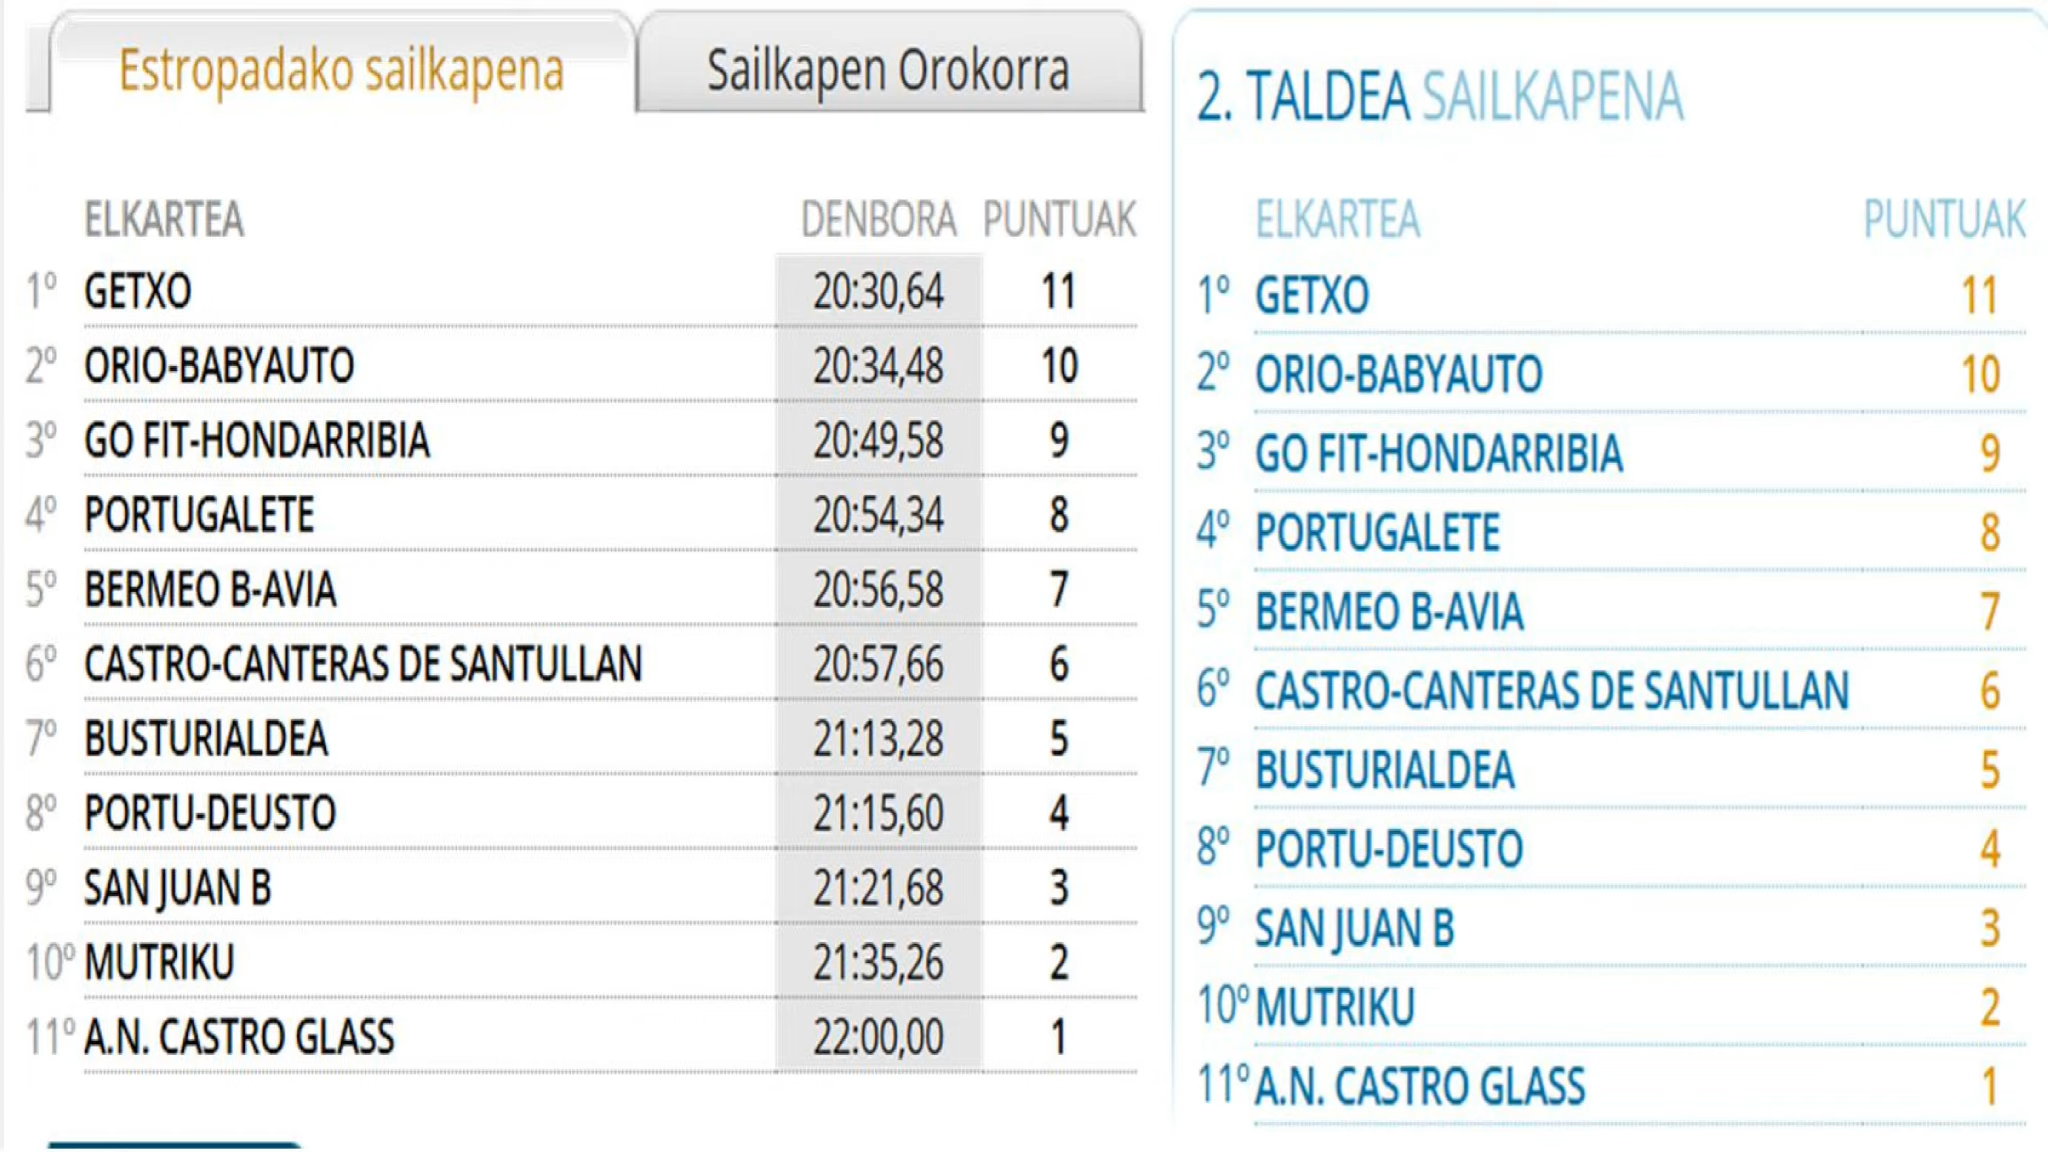 Estropadako sailkapena
Sailkapen Orokorra
ELKARTEA DENBORA PUNTUAK
1º GETXO 20:30,64 11
2º ORIO-BABYAUTO 20:34,48 10
3º GO FIT-HONDARRIBIA 20:49,58 9
4º PORTUGALETE 20:54,34 8
5º BERMEO B-AVIA 20:56,58 7
6º CASTRO-CANTERAS DE SANTULLAN 20:57,66 6
7º BUSTURIALDEA 21:13,28 5
8º PORTU-DEUSTO 21:15,60 4
9º SAN JUAN B 21:21,68 3
10º MUTRIKU 21:35,26 2
11º A.N. CASTRO GLASS 22:00,00 1
2. TALDEA SAILKAPENA
ELKARTEA PUNTUAK
1º GETXO 11
2º ORIO-BABYAUTO 10
3º GO FIT-HONDARRIBIA 9
4º PORTUGALETE 8
5º BERMEO B-AVIA 7
6º CASTRO-CANTERAS DE SANTULLAN 6
7º BUSTURIALDEA 5
8º PORTU-DEUSTO 4
9º SAN JUAN B 3
10º MUTRIKU 2
11º A.N. CASTRO GLASS 1